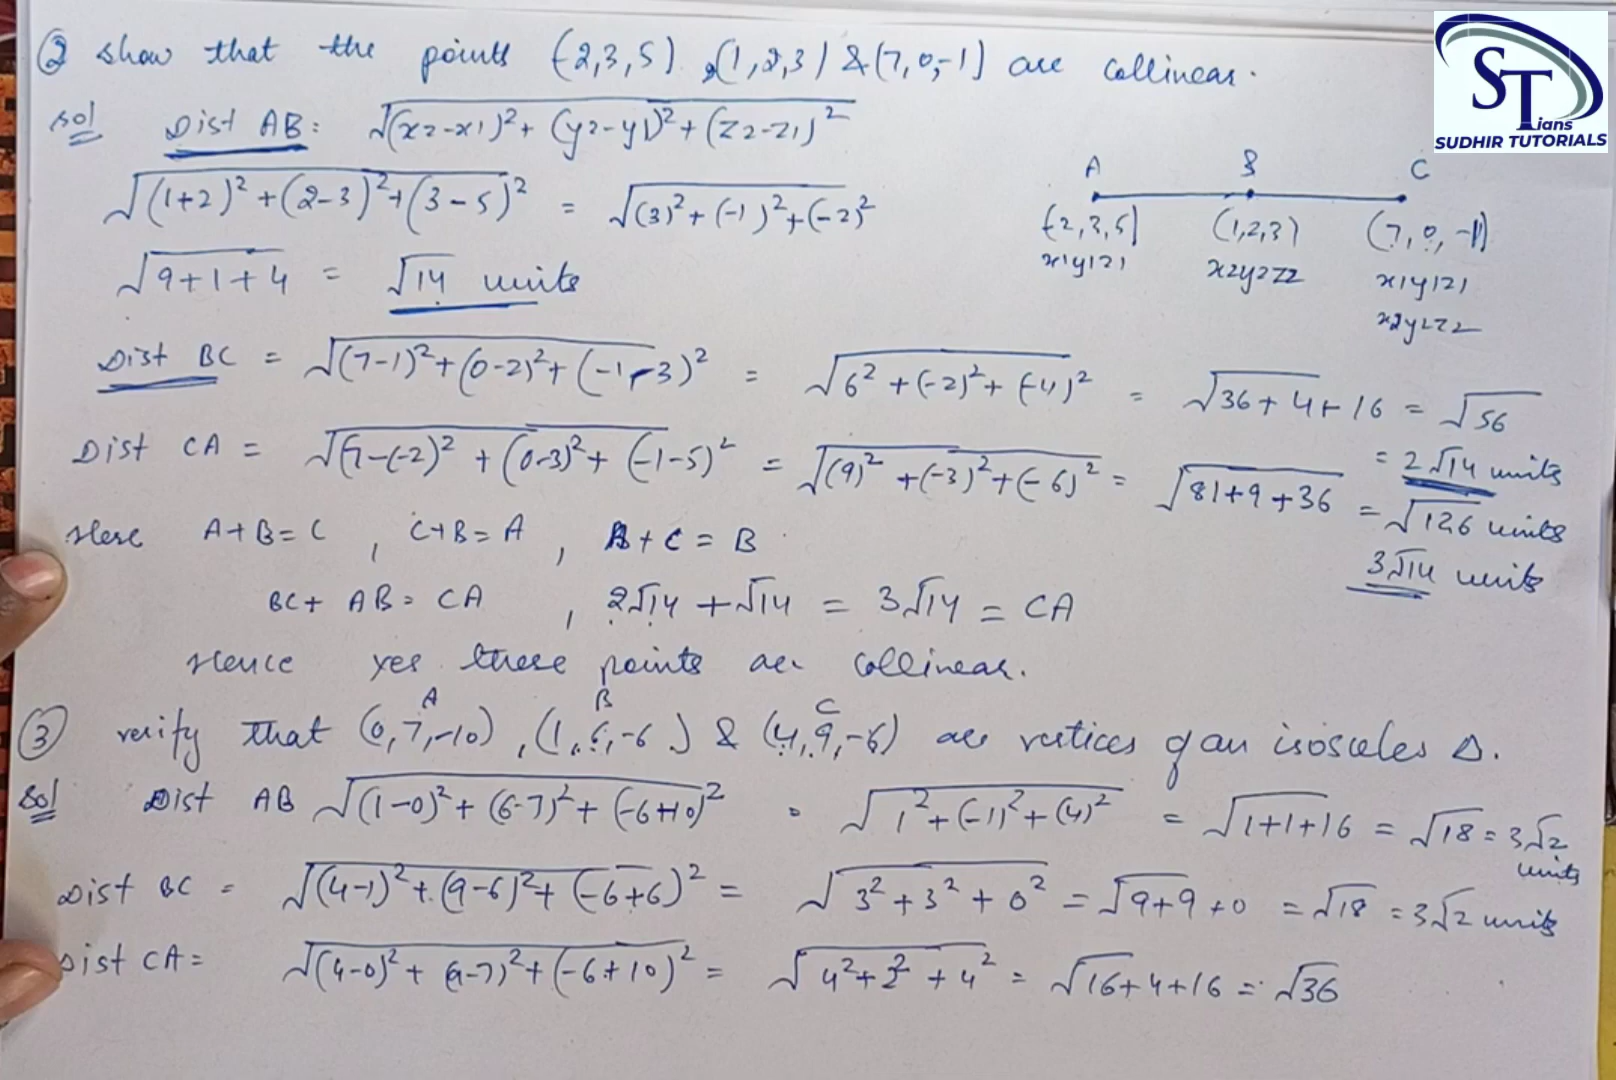 ② show that the points (-2,3,5), (1,2,3) & (7,0,-1) are collinear.
Sol Dist AB: √(x2-x1)²+ (y2-y1)²+(z2-z1)²
√(1+2)²+(2-3)²+(3-5)² = √(3)²+(-1)²+(-2)²
√9+1+4 = √14 units
A B C
(-2,3,5) (1,2,3) (7,0,-1)
x1y1z1 x2y2z2 x1y1z1
x2y2z2
Dist BC = √(7-1)²+(0-2)²+(-1-3)² = √6²+(-2)²+(-4)² = √36+4+16 = √56
= 2√14 units
Dist CA = √(7-(-2)² + (0-3)²+(-1-5)² = √(9)²+(-3)²+(-6)² = √81+9+36 = √126 units
3√14 units
Here A+B=C , C+B=A , A+C=B
BC+ AB= CA , 2√14+√14 = 3√14 = CA
Hence yes these points are collinear.
A B C
③ verify that (0,7,-10), (1,6,-6) & (4,9,-6) are vertices of an isosceles Δ.
Sol Dist AB √(1-0)²+(6-7)²+(-6+10)² = √1²+(-1)²+(4)² = √1+1+16 = √18 = 3√2
units
Dist BC = √(4-1)²+(9-6)²+(-6+6)² = √3²+3²+0² = √9+9+0 = √18 = 3√2 units
Dist CA = √(4-0)²+(9-7)²+(-6+10)² = √4²+2²+4² = √16+4+16 = √36
STians
SUDHIR TUTORIALS